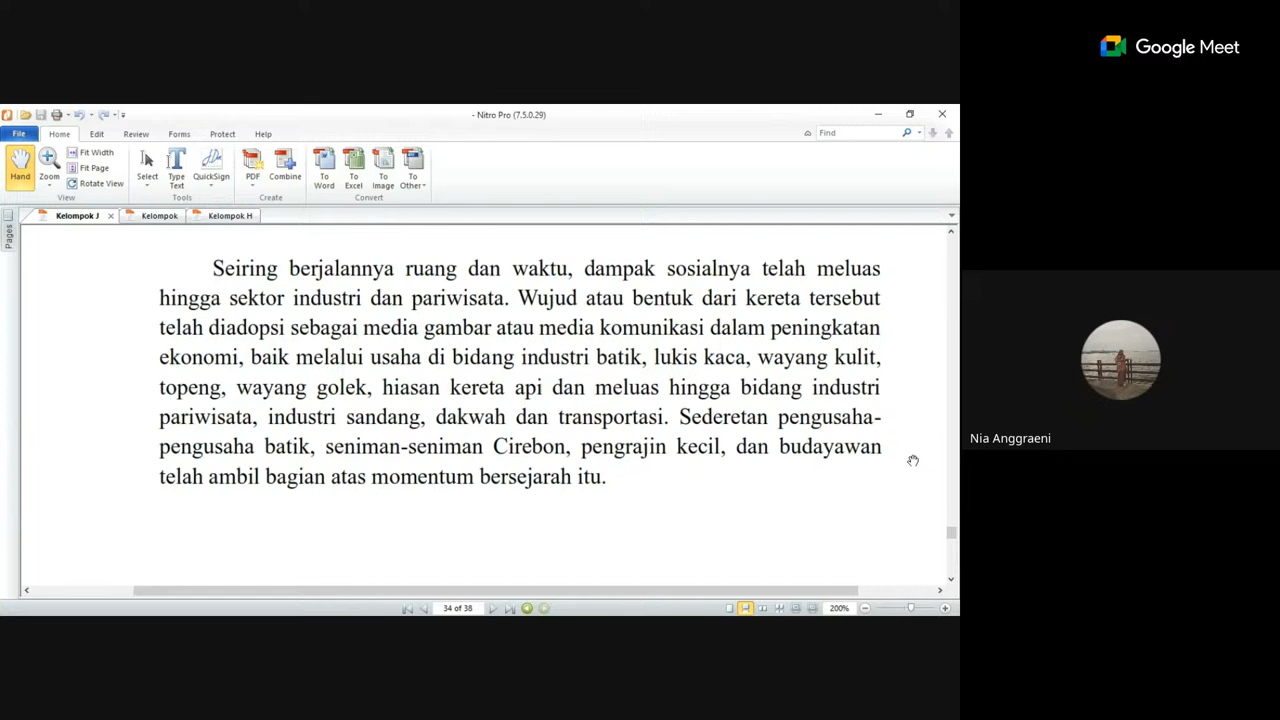 Google Meet
- Nitro Pro (7.5.0.29)
File Home Edit Review Forms Protect Help
Find
Hand
Zoom
Fit Width
Fit Page
Rotate View
View
Select
Type Text
QuickSign
Tools
PDF
Combine
Create
To Word
To Excel
To Image
To Other
Convert
Kelompok J
Kelompok
Kelompok H
Pages
Seiring berjalannya ruang dan waktu, dampak sosialnya telah meluas
hingga sektor industri dan pariwisata. Wujud atau bentuk dari kereta tersebut
telah diadopsi sebagai media gambar atau media komunikasi dalam peningkatan
ekonomi, baik melalui usaha di bidang industri batik, lukis kaca, wayang kulit,
topeng, wayang golek, hiasan kereta api dan meluas hingga bidang industri
pariwisata, industri sandang, dakwah dan transportasi. Sederetan pengusaha-
pengusaha batik, seniman-seniman Cirebon, pengrajin kecil, dan budayawan
telah ambil bagian atas momentum bersejarah itu.
34 of 38
200%
Nia Anggraeni